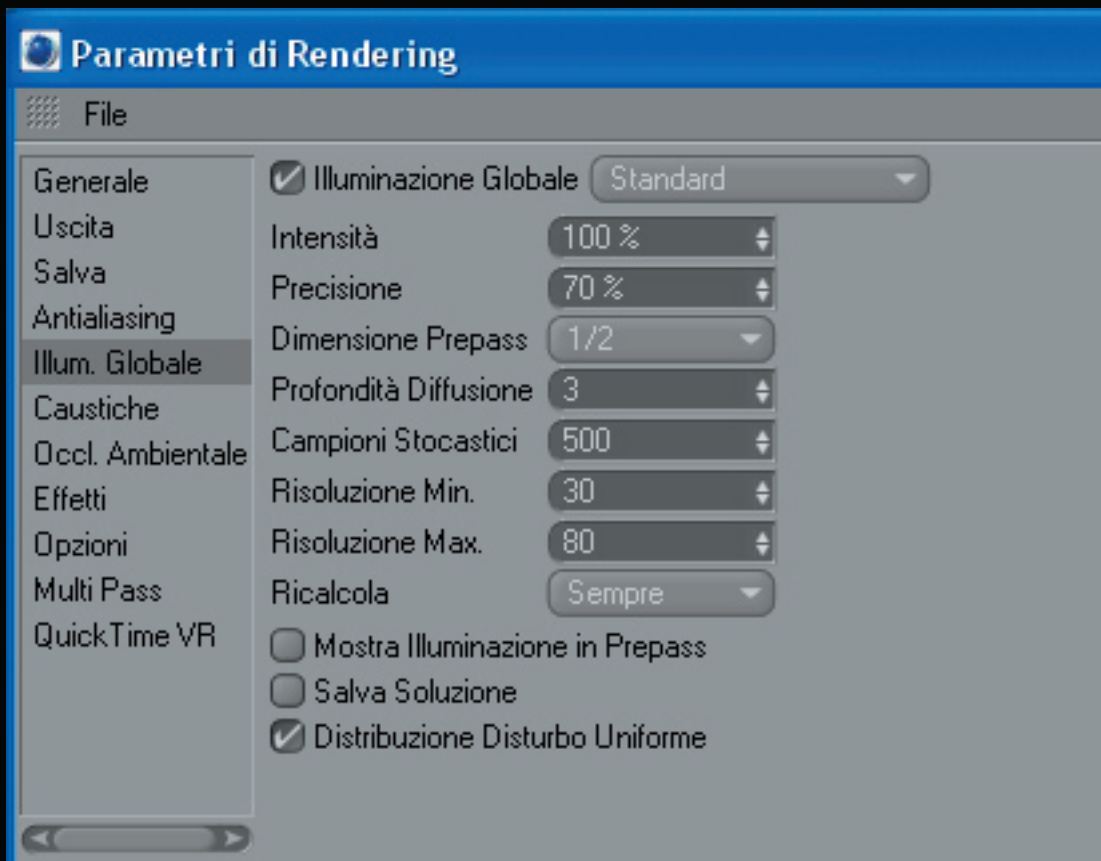 Parametri di Rendering
File
Generale
Uscita
Salva
Antialiasing
Illum. Globale
Caustiche
Occl. Ambientale
Effetti
Opzioni
Multi Pass
QuickTime VR
Illuminazione Globale Standard
Intensità 100 %
Precisione 70 %
Dimensione Prepass 1/2
Profondità Diffusione 3
Campioni Stocastici 500
Risoluzione Min. 30
Risoluzione Max. 80
Ricalcola Sempre
Mostra Illuminazione in Prepass
Salva Soluzione
Distribuzione Disturbo Uniforme